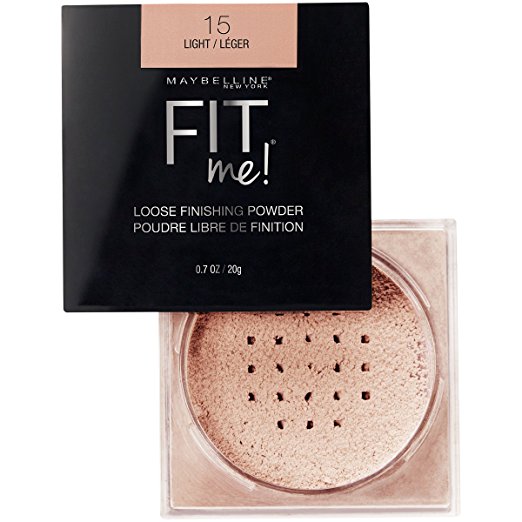 15
LIGHT / LÉGER
MAYBELLINE
NEW YORK
FIT
me!®
LOOSE FINISHING POWDER
POUDRE LIBRE DE FINITION
0.7 OZ / 20g